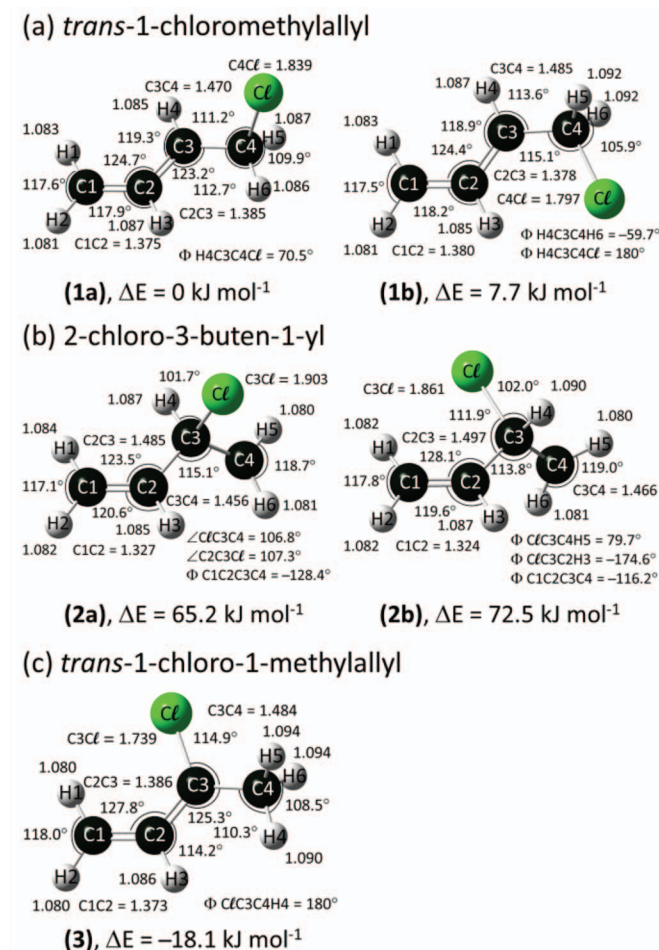 (a) trans-1-chloromethylallyl
C4Cℓ = 1.839
C3C4 = 1.470
Cℓ
1.085
H4
111.2°
1.087
H5
1.083
119.3°
C3
C4
109.9°
H1
124.7°
123.2°
112.7°
H6
1.086
117.6°
C1
C2
117.9°
H3
C2C3 = 1.385
H2
1.087
1.081
C1C2 = 1.375
Φ H4C3C4Cℓ = 70.5°
(1a), ΔE = 0 kJ mol⁻¹
C3C4 = 1.485
1.087
H4
113.6°
H5
1.092
1.092
H6
1.083
118.9°
C3
C4
105.9°
H1
124.4°
115.1°
117.5°
C1
C2
C2C3 = 1.378
C4Cℓ = 1.797
Cℓ
118.2°
H3
H2
1.085
Φ H4C3C4H6 = –59.7°
1.081
C1C2 = 1.380
Φ H4C3C4Cℓ = 180°
(1b), ΔE = 7.7 kJ mol⁻¹
(b) 2-chloro-3-buten-1-yl
101.7°
C3Cℓ = 1.903
1.087
H4
Cℓ
1.080
H5
1.084
C2C3 = 1.485
C3
H1
123.5°
115.1°
C4
118.7°
117.1°
C1
C2
C3C4 = 1.456
H6
1.081
120.6°
H3
H2
1.085
∠CℓC3C4 = 106.8°
1.082
C1C2 = 1.327
∠C2C3Cℓ = 107.3°
Φ C1C2C3C4 = –128.4°
(2a), ΔE = 65.2 kJ mol⁻¹
Cℓ
C3Cℓ = 1.861
102.0°
1.090
111.9°
H4
1.080
1.082
C2C3 = 1.497
C3
H5
H1
128.1°
113.8°
C4
119.0°
117.8°
C1
C2
C3C4 = 1.466
H6
119.6°
H3
1.081
H2
1.087
Φ CℓC3C4H5 = 79.7°
1.082
C1C2 = 1.324
Φ CℓC3C2H3 = –174.6°
Φ C1C2C3C4 = –116.2°
(2b), ΔE = 72.5 kJ mol⁻¹
(c) trans-1-chloro-1-methylallyl
Cℓ
C3C4 = 1.484
C3Cℓ = 1.739
114.9°
1.094
H5
1.094
H6
1.080
C2C3 = 1.386
C3
C4
H1
127.8°
125.3°
108.5°
118.0°
C1
C2
110.3°
H4
114.2°
H2
1.086
H3
1.090
1.080
C1C2 = 1.373
Φ CℓC3C4H4 = 180°
(3), ΔE = –18.1 kJ mol⁻¹